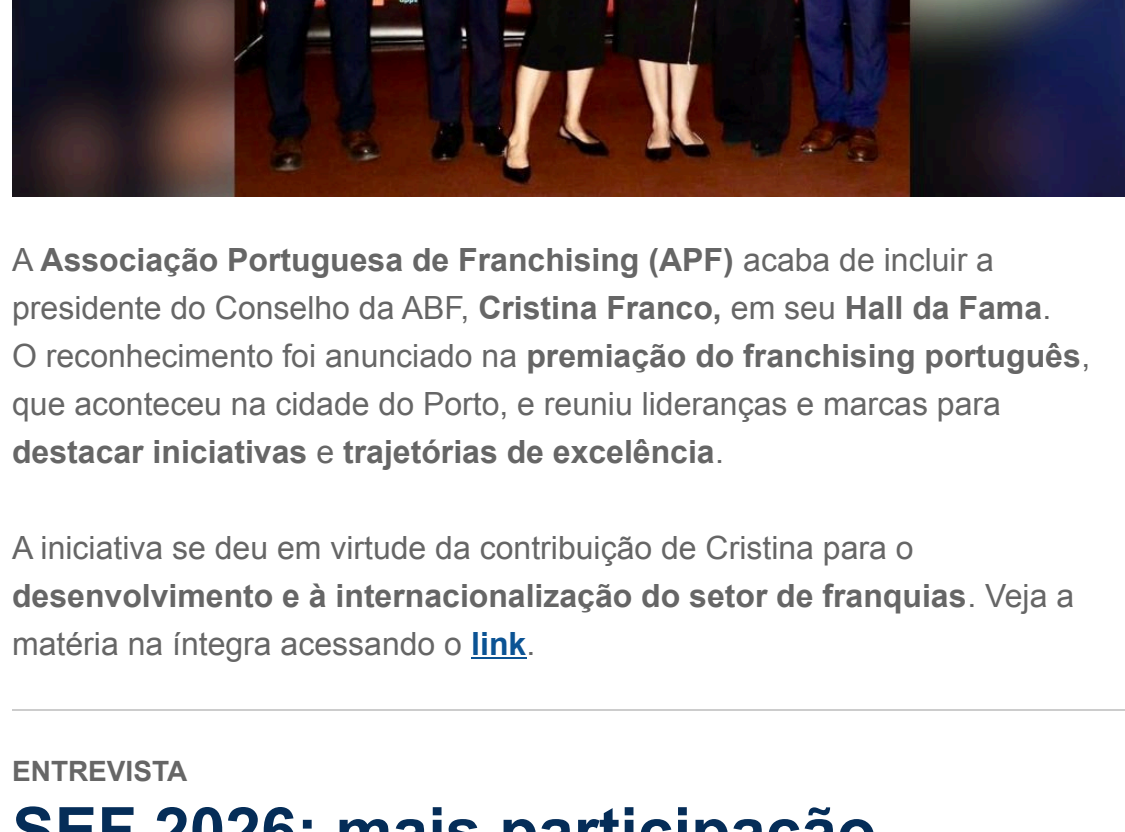 A Associação Portuguesa de Franchising (APF) acaba de incluir a
presidente do Conselho da ABF, Cristina Franco, em seu Hall da Fama.
O reconhecimento foi anunciado na premiação do franchising português,
que aconteceu na cidade do Porto, e reuniu lideranças e marcas para
destacar iniciativas e trajetórias de excelência.
A iniciativa se deu em virtude da contribuição de Cristina para o
desenvolvimento e à internacionalização do setor de franquias. Veja a
matéria na íntegra acessando o link.
ENTREVISTA
2026: mais participação